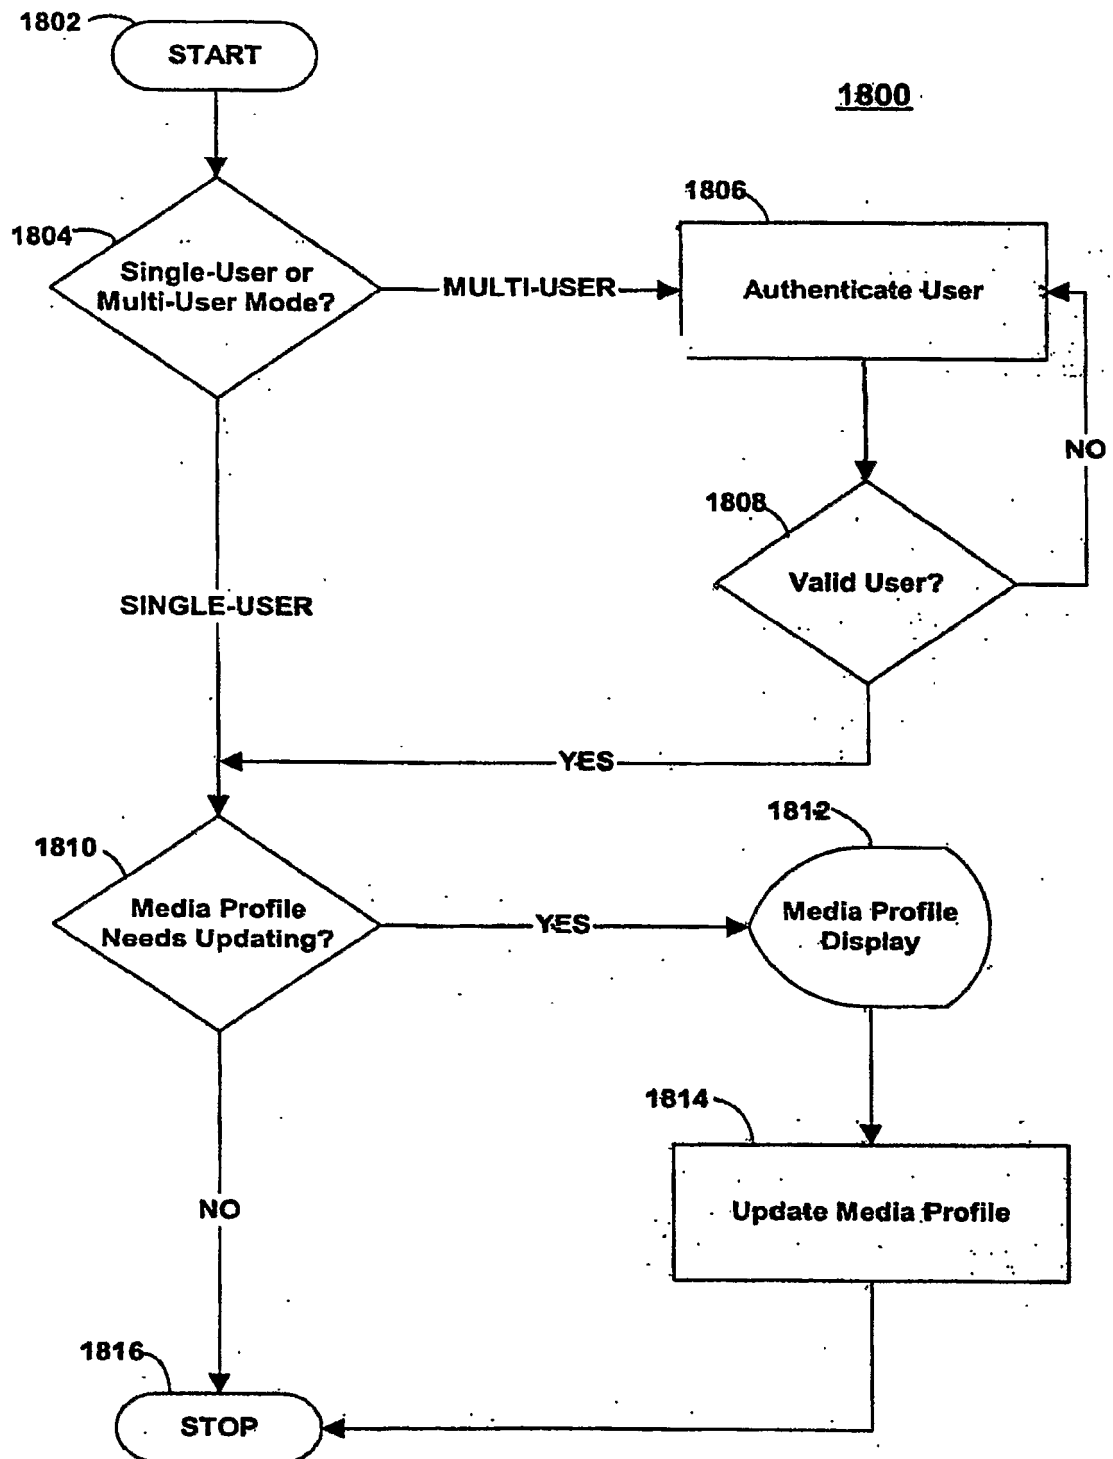 1802
START
1800
1804
Single-User or
Multi-User Mode?
MULTI-USER
1806
Authenticate User
NO
1808
Valid User?
SINGLE-USER
YES
1810
Media Profile
Needs Updating?
YES
1812
Media Profile
Display
1814
Update Media Profile
NO
1816
STOP